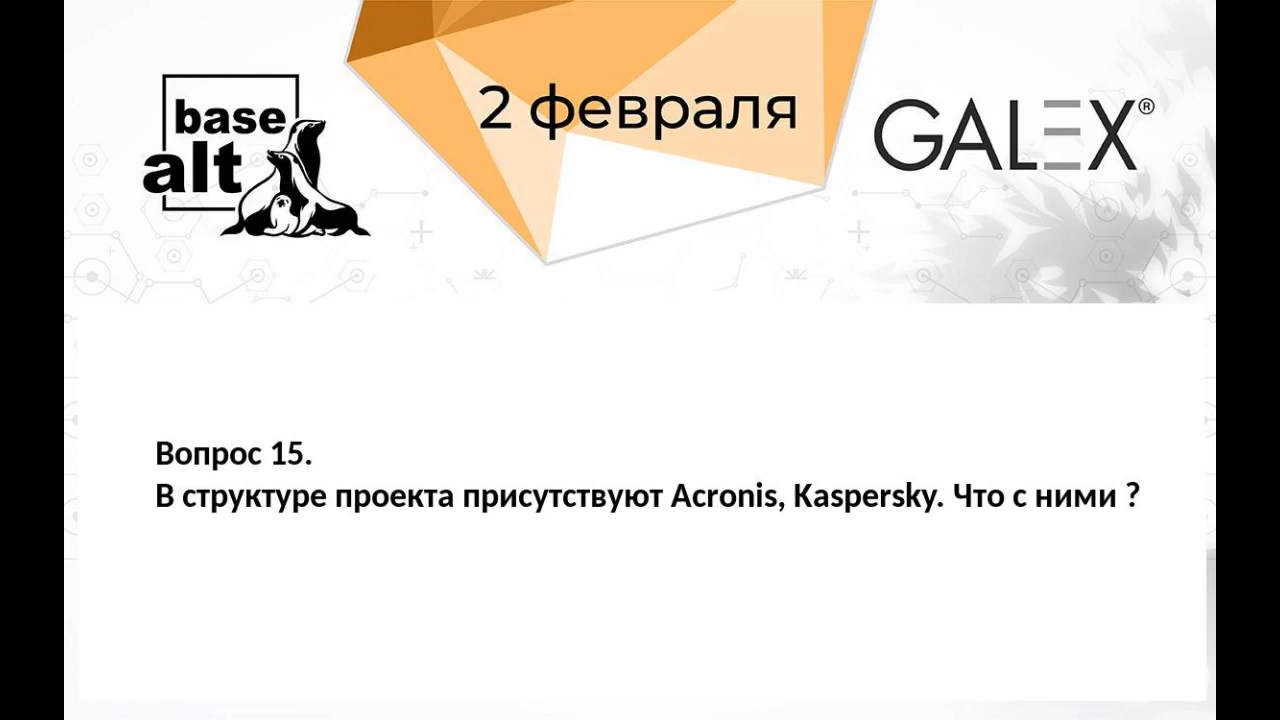 base
alt
2 февраля
GALEX®
Вопрос 15.
В структуре проекта присутствуют Acronis, Kaspersky. Что с ними ?